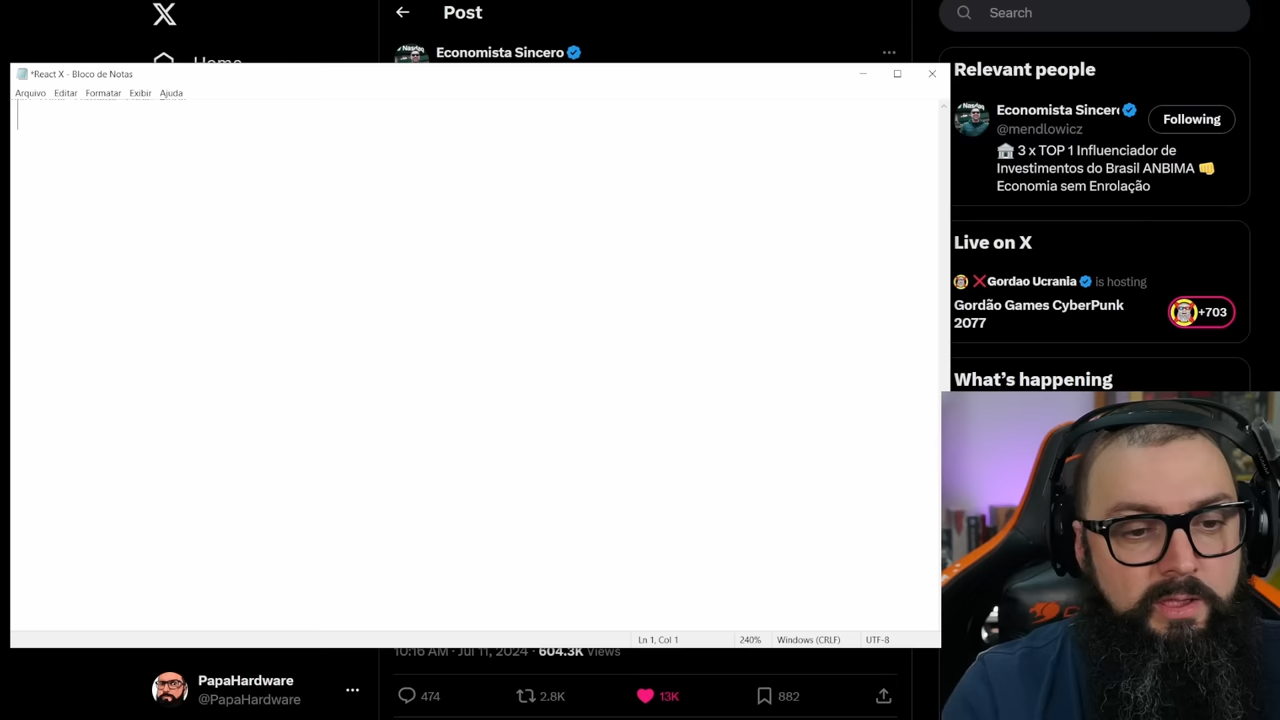 Post
Search
Home
Economista Sincero
Relevant people
*React X - Bloco de Notas
Arquivo Editar Formatar Exibir Ajuda
Economista Sincero
@mendlowicz
Following
🏛️ 3 x TOP 1 Influenciador de
Investimentos do Brasil ANBIMA 👊
Economia sem Enrolação
Live on X
❌Gordao Ucrania is hosting
Gordão Games CyberPunk
2077
+703
What's happening
Ln 1, Col 1 240% Windows (CRLF) UTF-8
10:16 AM · Jul 11, 2024 · 604.3K Views
PapaHardware
@PapaHardware
474 2.8K 13K 882